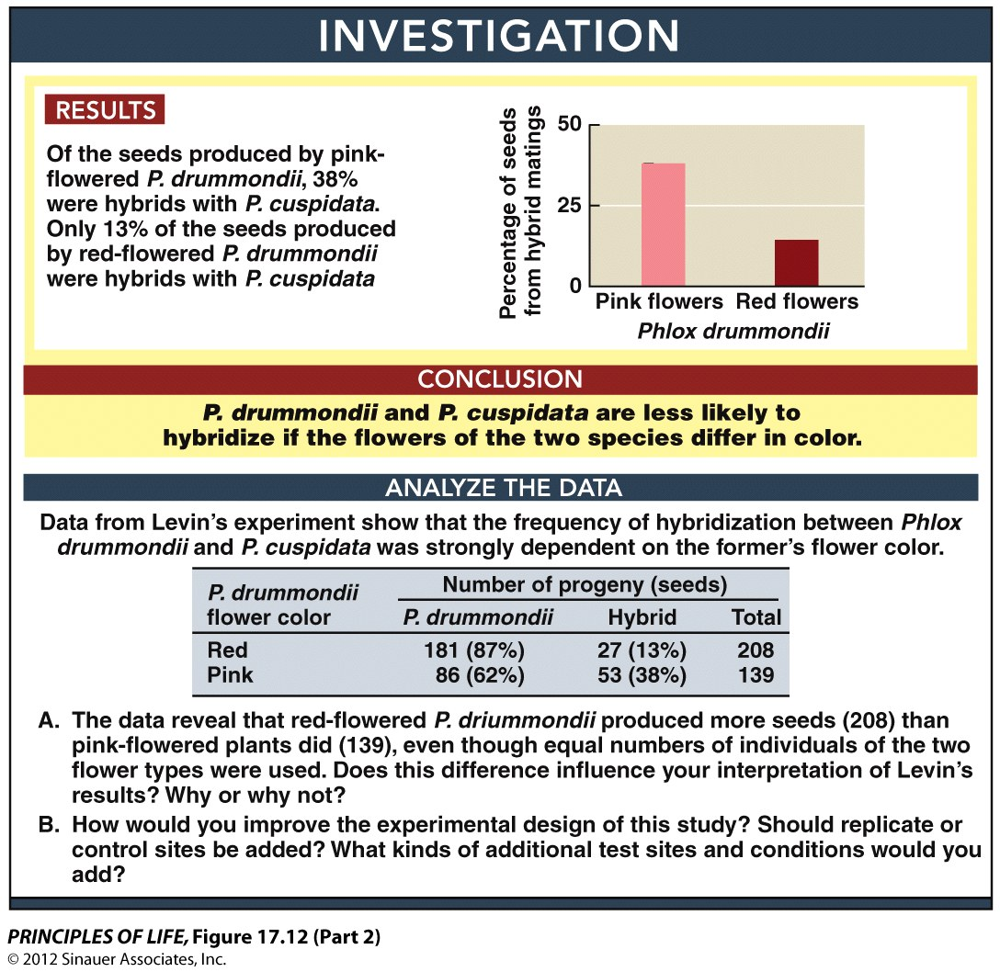 INVESTIGATION
RESULTS
Of the seeds produced by pink-
flowered P. drummondii, 38%
were hybrids with P. cuspidata.
Only 13% of the seeds produced
by red-flowered P. drummondii
were hybrids with P. cuspidata
Percentage of seeds
from hybrid matings
50
25
0
Pink flowers Red flowers
Phlox drummondii
CONCLUSION
P. drummondii and P. cuspidata are less likely to
hybridize if the flowers of the two species differ in color.
ANALYZE THE DATA
Data from Levin’s experiment show that the frequency of hybridization between Phlox
drummondii and P. cuspidata was strongly dependent on the former’s flower color.
P. drummondii
flower color
Number of progeny (seeds)
P. drummondii Hybrid Total
Red 181 (87%) 27 (13%) 208
Pink 86 (62%) 53 (38%) 139
A. The data reveal that red-flowered P. driummondii produced more seeds (208) than
pink-flowered plants did (139), even though equal numbers of individuals of the two
flower types were used. Does this difference influence your interpretation of Levin’s
results? Why or why not?
B. How would you improve the experimental design of this study? Should replicate or
control sites be added? What kinds of additional test sites and conditions would you
add?
PRINCIPLES OF LIFE, Figure 17.12 (Part 2)
© 2012 Sinauer Associates, Inc.